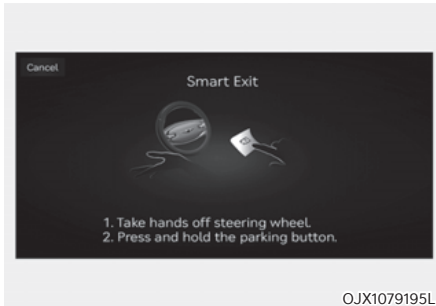 Cancel
Smart Exit
1. Take hands off steering wheel.
2. Press and hold the parking button.
OJX1079195L